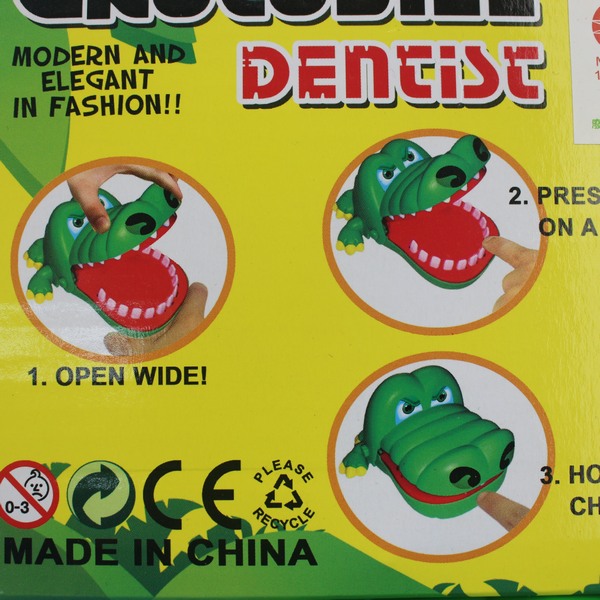 CROCODILE
DENTIST
MODERN AND
ELEGANT
IN FASHION!!
1. OPEN WIDE!
2. PRES
ON A
3. HO
CH
0-3
CE
PLEASE
RECYCLE
MADE IN CHINA